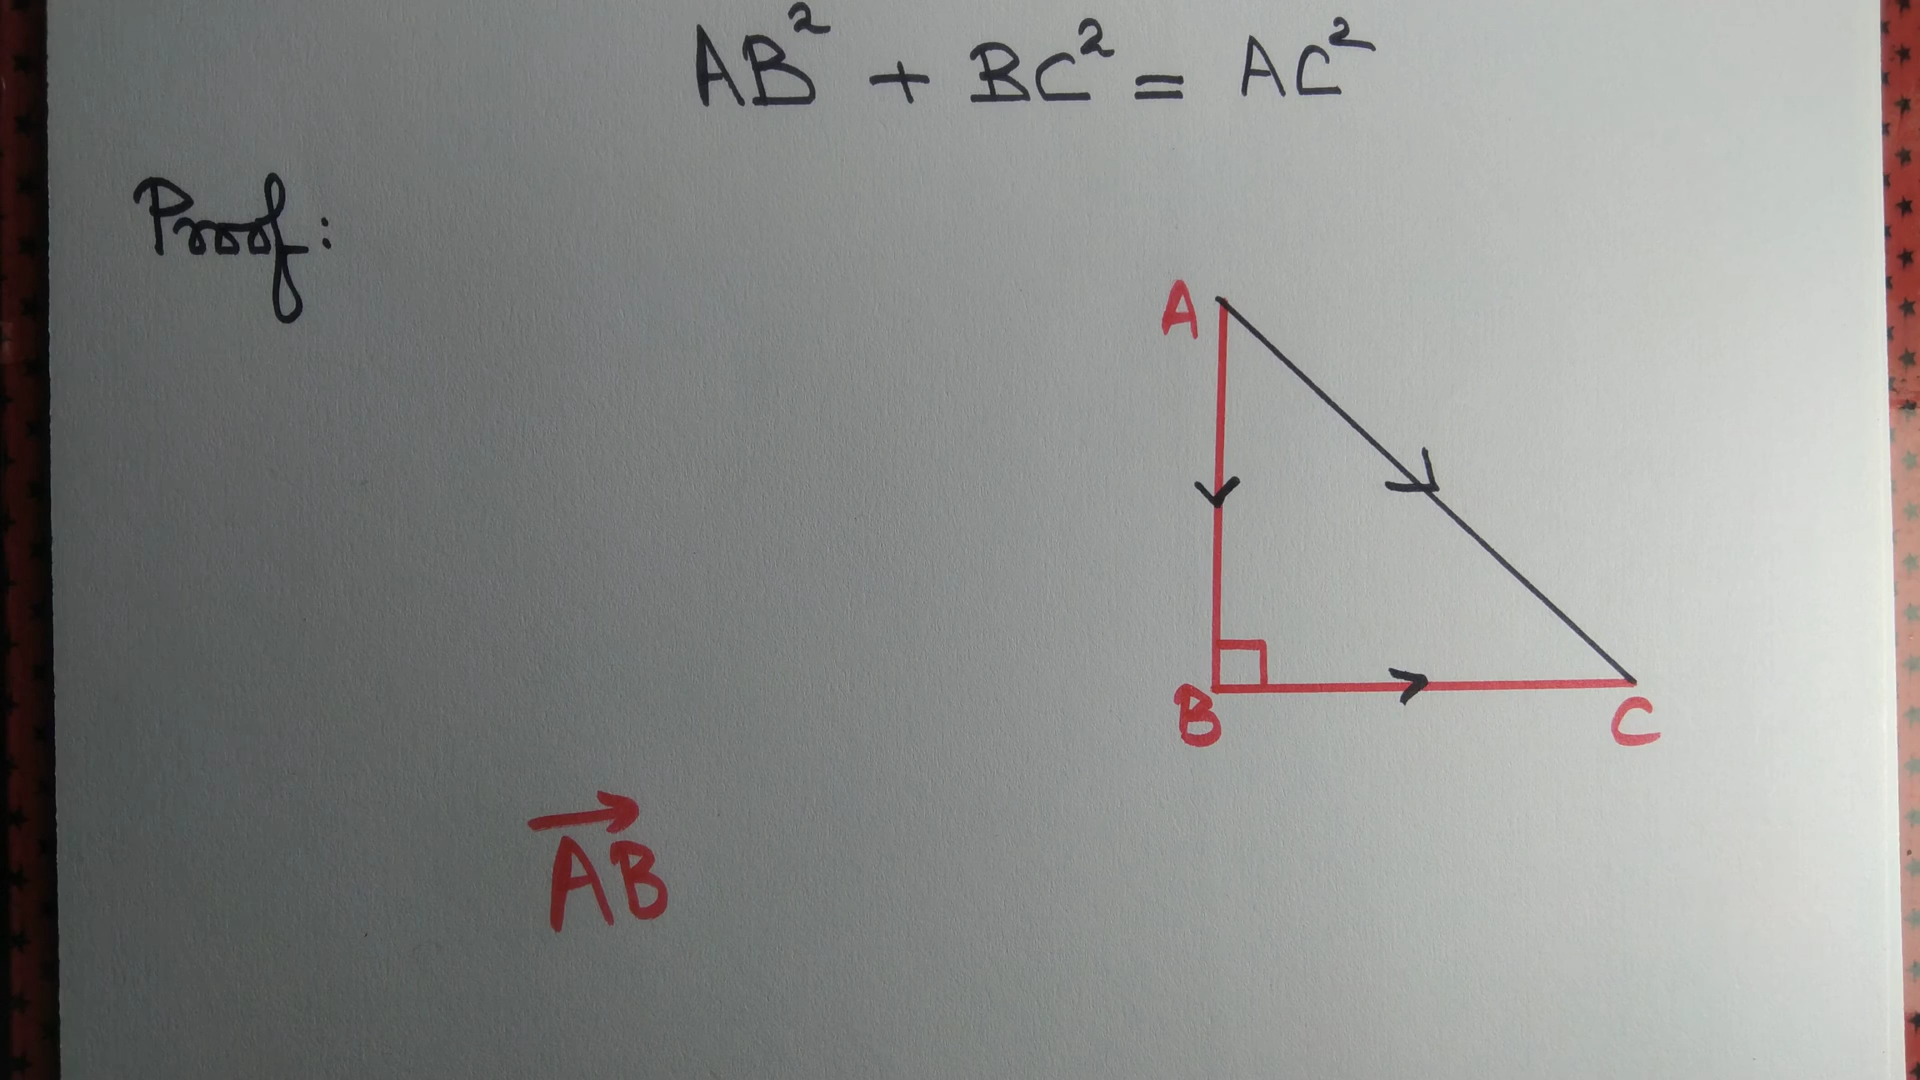 AB² + BC² = AC²
Proof:
A
B
C
→
AB